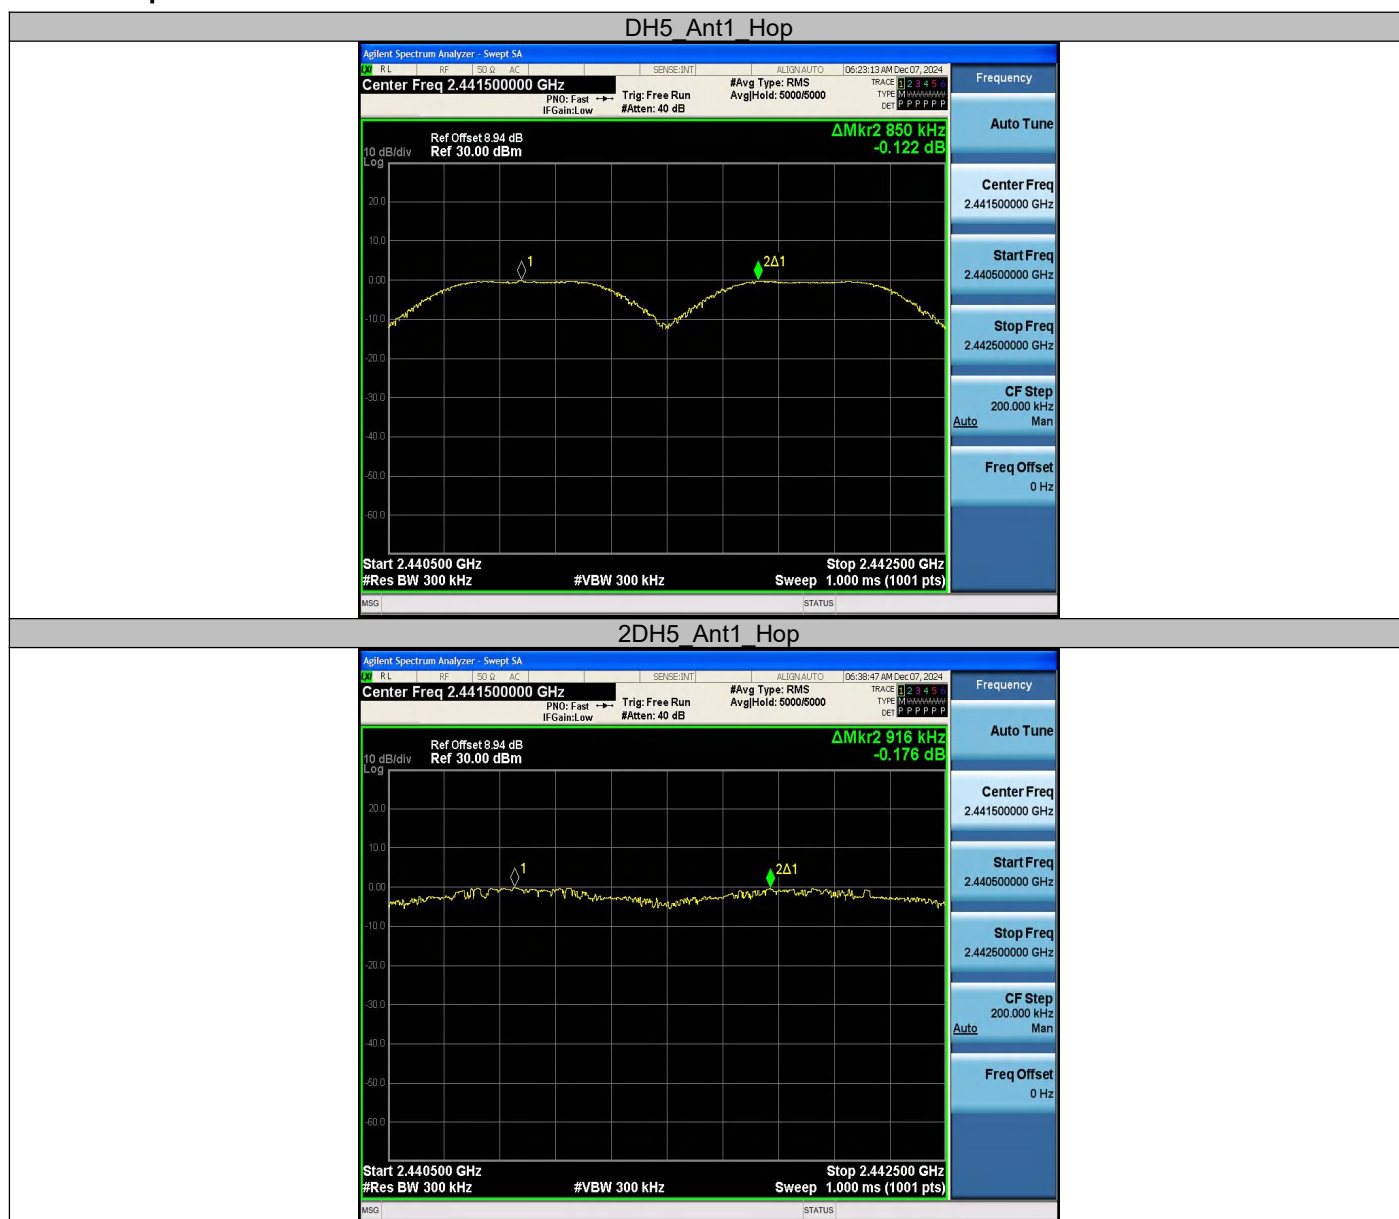 DH5_Ant1_Hop
Agilent Spectrum Analyzer - Swept SA
LXI RL RF 50 Ω AC SENSE:INT ALIGNAUTO 06:23:13 AM Dec 07, 2024
Center Freq 2.441500000 GHz
PNO: Fast
IFGain:Low
Trig: Free Run
#Atten: 40 dB
#Avg Type: RMS
Avg|Hold: 5000/5000
TRACE 1 2 3 4 5 6
TYPE M
DET P P P P P P
Frequency
Auto Tune
Center Freq
2.441500000 GHz
Start Freq
2.440500000 GHz
Stop Freq
2.442500000 GHz
CF Step
200.000 kHz
Auto Man
Freq Offset
0 Hz
ΔMkr2 850 kHz
-0.122 dB
Ref Offset 8.94 dB
10 dB/div Ref 30.00 dBm
Log
20.0
10.0
1
2Δ1
0.00
-10.0
-20.0
-30.0
-40.0
-50.0
-60.0
Start 2.440500 GHz Stop 2.442500 GHz
#Res BW 300 kHz #VBW 300 kHz Sweep 1.000 ms (1001 pts)
MSG STATUS
2DH5_Ant1_Hop
Agilent Spectrum Analyzer - Swept SA
LXI RL RF 50 Ω AC SENSE:INT ALIGNAUTO 06:38:47 AM Dec 07, 2024
Center Freq 2.441500000 GHz
PNO: Fast
IFGain:Low
Trig: Free Run
#Atten: 40 dB
#Avg Type: RMS
Avg|Hold: 5000/5000
TRACE 1 2 3 4 5 6
TYPE M
DET P P P P P P
Frequency
Auto Tune
Center Freq
2.441500000 GHz
Start Freq
2.440500000 GHz
Stop Freq
2.442500000 GHz
CF Step
200.000 kHz
Auto Man
Freq Offset
0 Hz
ΔMkr2 916 kHz
-0.176 dB
Ref Offset 8.94 dB
10 dB/div Ref 30.00 dBm
Log
20.0
10.0
1
2Δ1
0.00
-10.0
-20.0
-30.0
-40.0
-50.0
-60.0
Start 2.440500 GHz Stop 2.442500 GHz
#Res BW 300 kHz #VBW 300 kHz Sweep 1.000 ms (1001 pts)
MSG STATUS